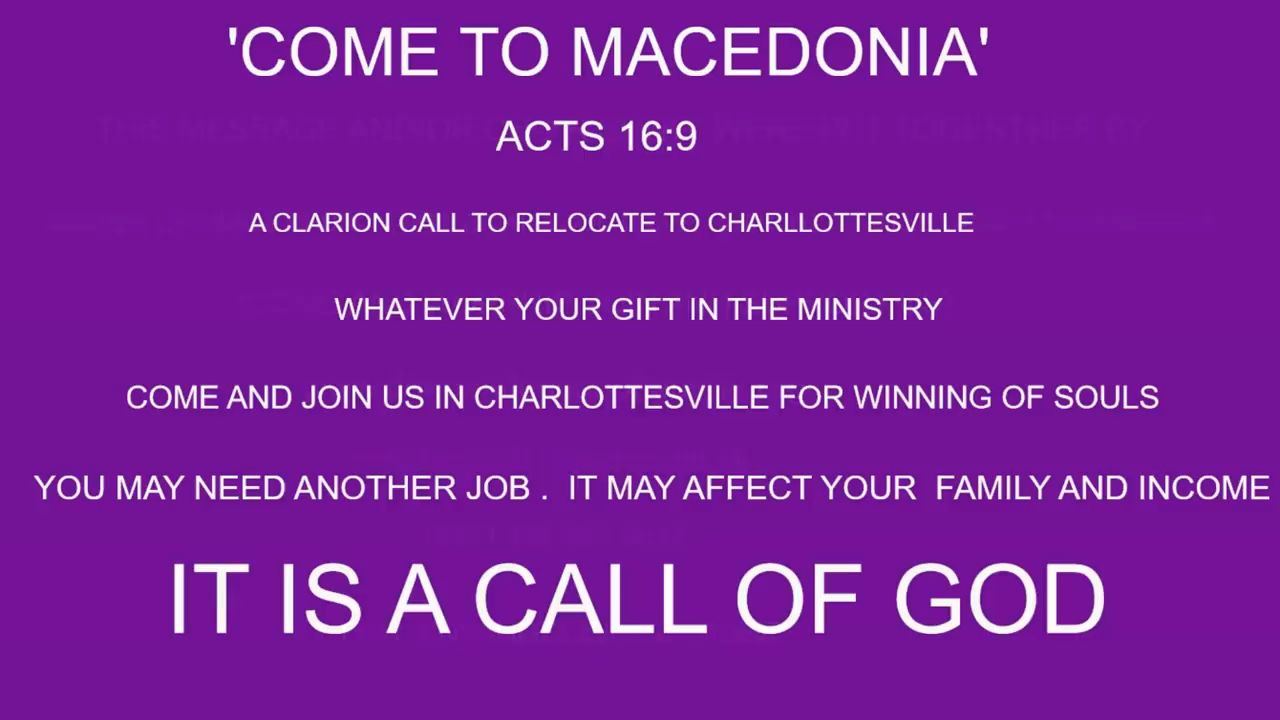 'COME TO MACEDONIA'
ACTS 16:9
A CLARION CALL TO RELOCATE TO CHARLLOTTESVILLE
WHATEVER YOUR GIFT IN THE MINISTRY
COME AND JOIN US IN CHARLOTTESVILLE FOR WINNING OF SOULS
YOU MAY NEED ANOTHER JOB .  IT MAY AFFECT YOUR  FAMILY AND INCOME
IT IS A CALL OF GOD